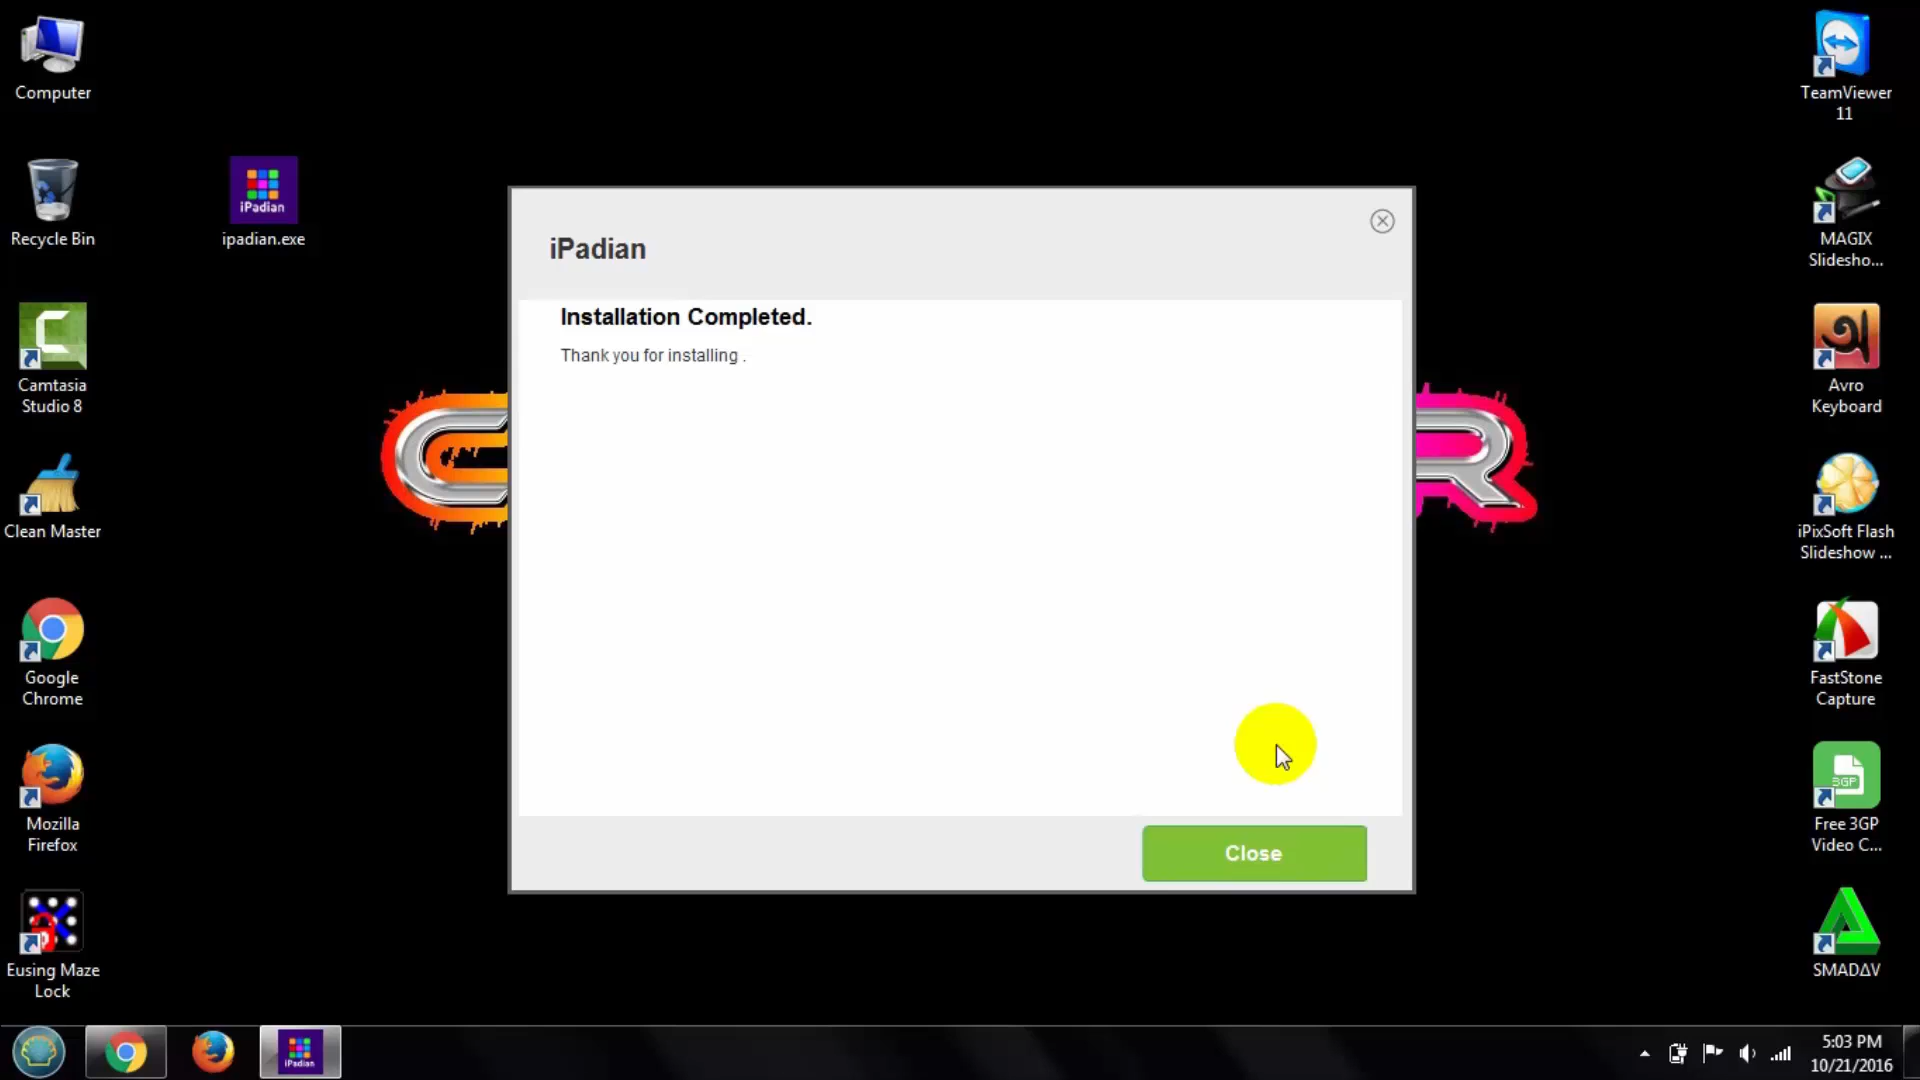 Computer
Recycle Bin
Camtasia
Studio 8
Clean Master
Google
Chrome
Mozilla
Firefox
Eusing Maze
Lock
iPadian
ipadian.exe
iPadian
Installation Completed.
Thank you for installing .
Close
C
R
TeamViewer
11
MAGIX
Slidesho...
অ
Avro
Keyboard
iPixSoft Flash
Slideshow ...
FastStone
Capture
3GP
Free 3GP
Video C...
SMADΔV
iPadian
5:03 PM
10/21/2016